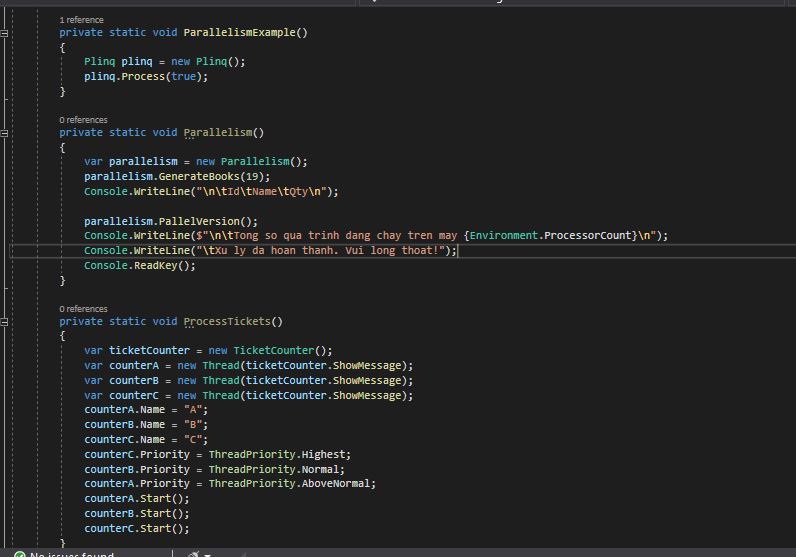 1 reference
private static void ParallelismExample()
{
Plinq plinq = new Plinq();
plinq.Process(true);
}
0 references
private static void Parallelism()
{
var parallelism = new Parallelism();
parallelism.GenerateBooks(19);
Console.WriteLine("\n\tId\tName\tQty\n");
parallelism.PallelVersion();
Console.WriteLine($"\n\tTong so qua trinh dang chay tren may {Environment.ProcessorCount}\n");
Console.WriteLine("\tXu ly da hoan thanh. Vui long thoat!");
Console.ReadKey();
}
0 references
private static void ProcessTickets()
{
var ticketCounter = new TicketCounter();
var counterA = new Thread(ticketCounter.ShowMessage);
var counterB = new Thread(ticketCounter.ShowMessage);
var counterC = new Thread(ticketCounter.ShowMessage);
counterA.Name = "A";
counterB.Name = "B";
counterC.Name = "C";
counterC.Priority = ThreadPriority.Highest;
counterB.Priority = ThreadPriority.Normal;
counterA.Priority = ThreadPriority.AboveNormal;
counterA.Start();
counterB.Start();
counterC.Start();
}
No issues found